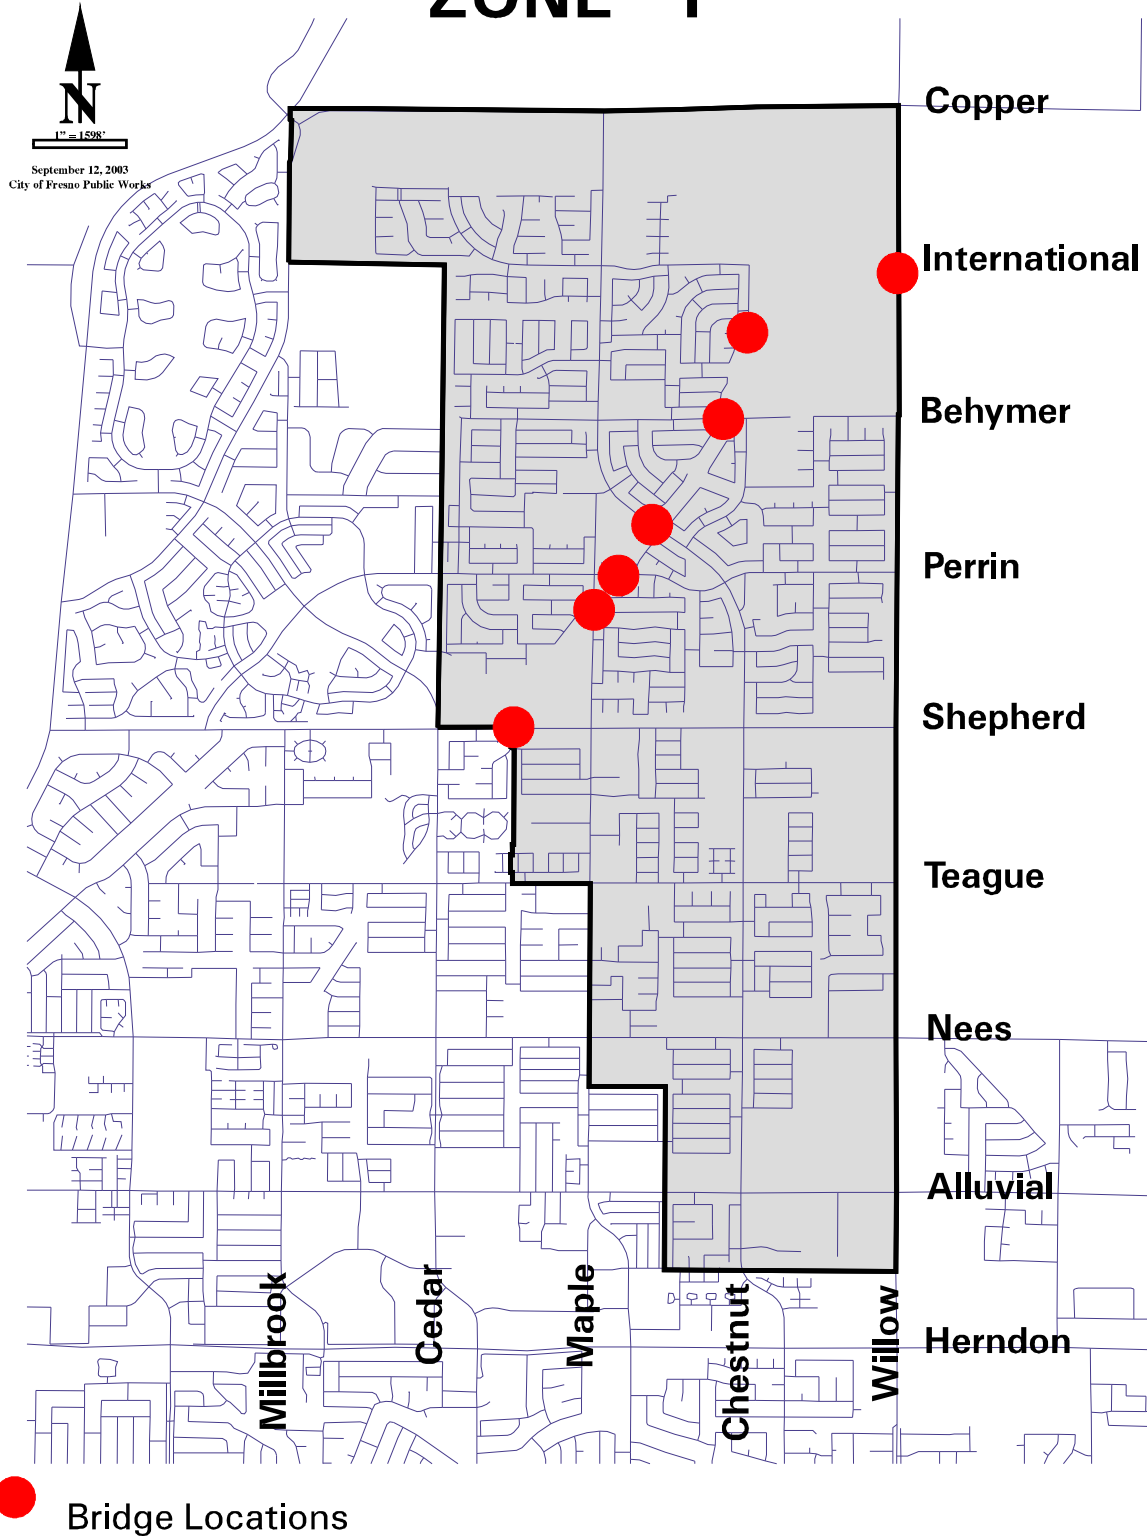 ZONE 1
N
1" = 1598'
September 12, 2003
City of Fresno Public Works
Copper
International
Behymer
Perrin
Shepherd
Teague
Nees
Alluvial
Herndon
Millbrook
Cedar
Maple
Chestnut
Willow
Bridge Locations